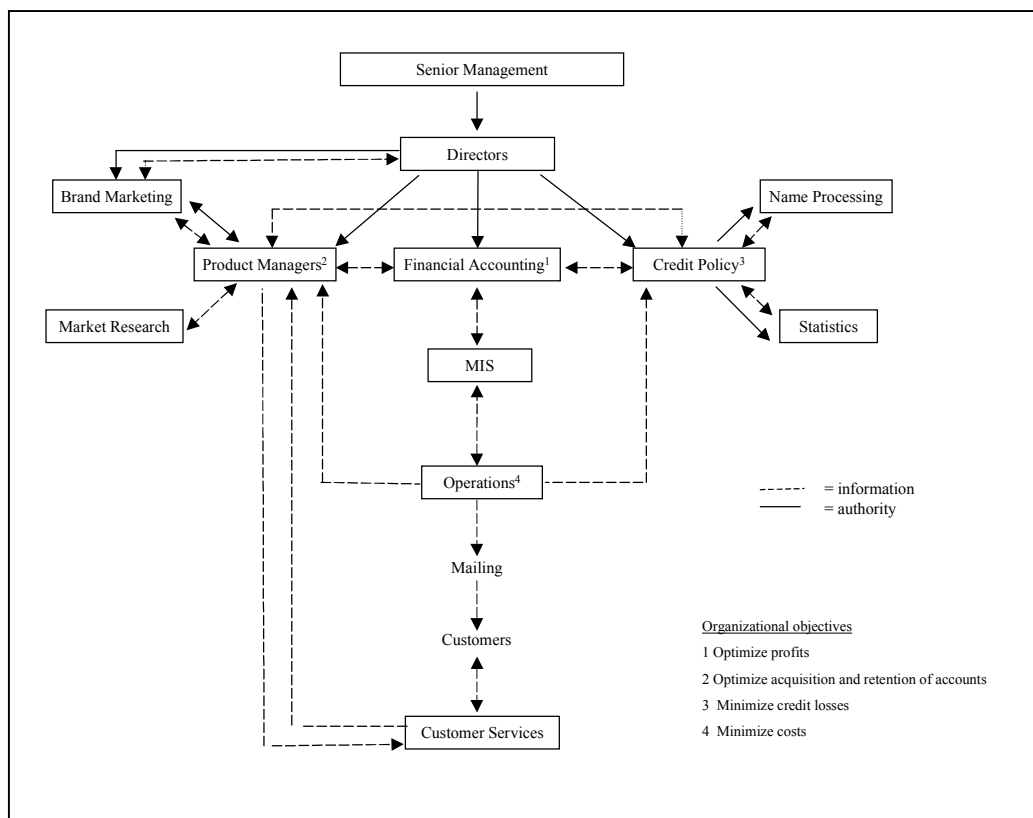 Senior Management
Directors
Brand Marketing
Name Processing
Product Managers²
Financial Accounting¹
Credit Policy³
Market Research
Statistics
MIS
Operations⁴
= information
= authority
Mailing
Customers
Organizational objectives
1 Optimize profits
2 Optimize acquisition and retention of accounts
3 Minimize credit losses
4 Minimize costs
Customer Services